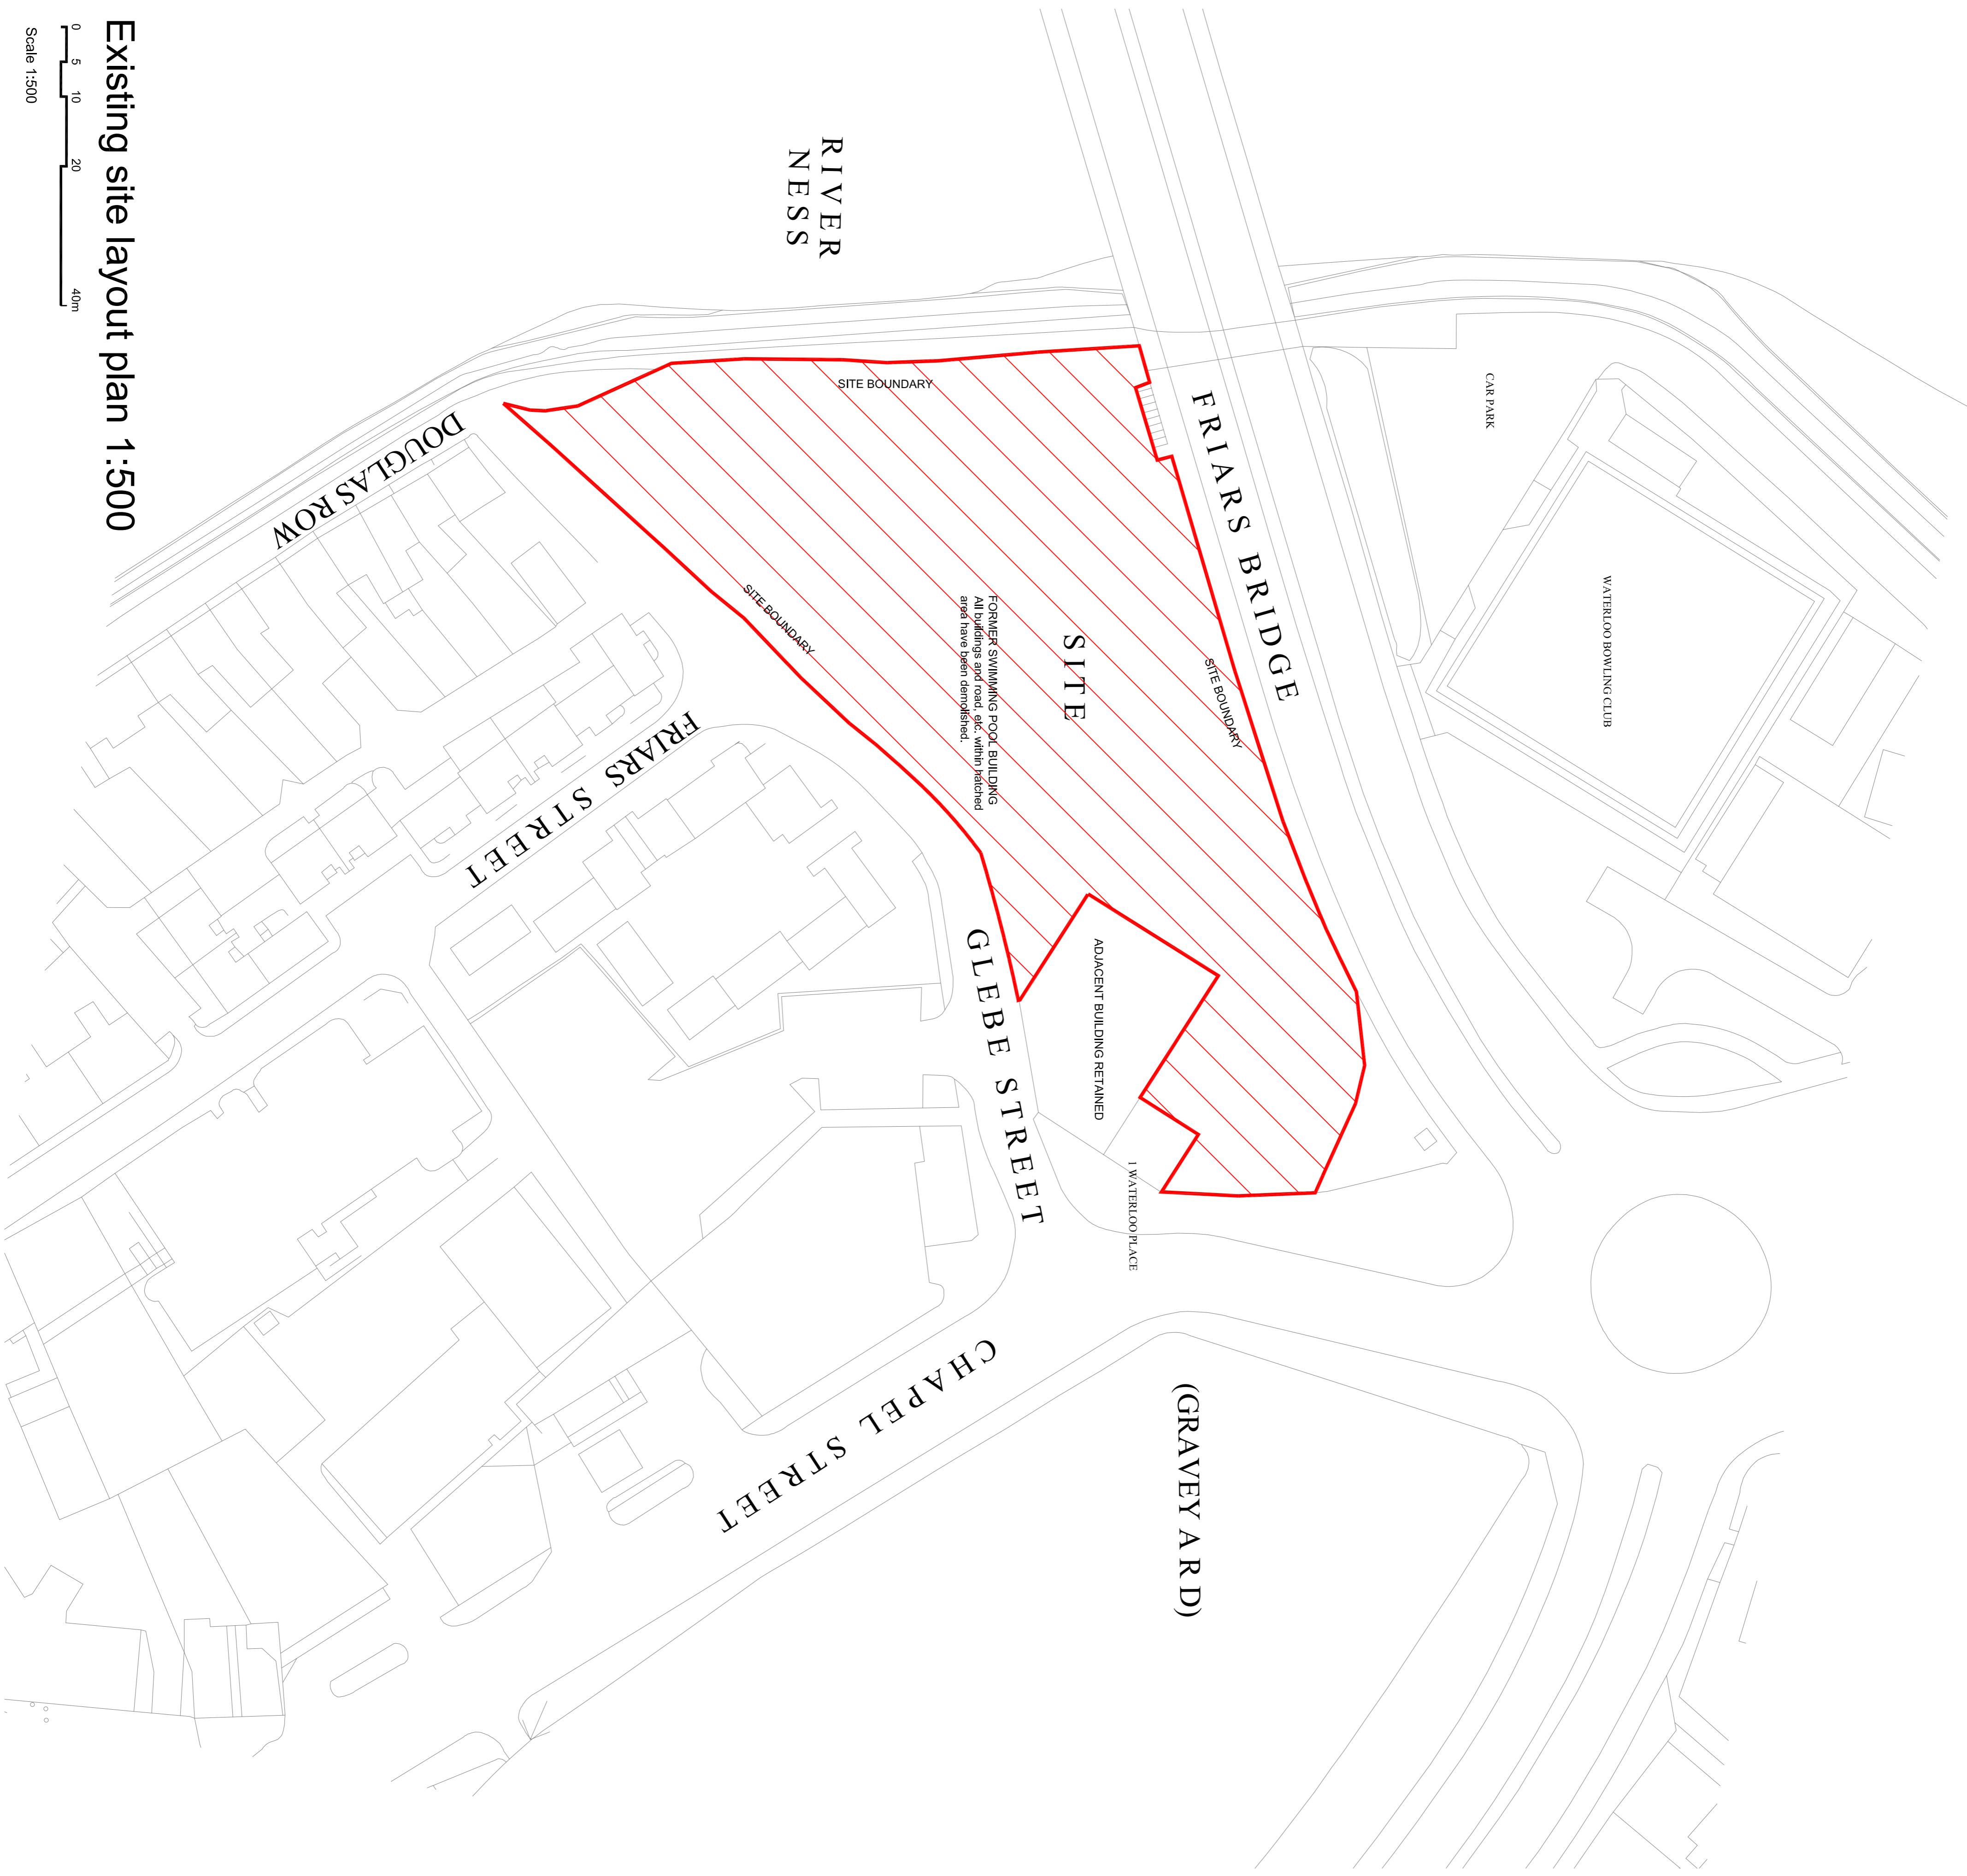 Existing site layout plan 1:500
0 5 10 20 40m
Scale 1:500
RIVER
NESS
FRIARS BRIDGE
CAR PARK
WATERLOO BOWLING CLUB
SITE BOUNDARY
SITE BOUNDARY
SITE BOUNDARY
SITE
FORMER SWIMMING POOL BUILDING
All buildings and road, etc. within hatched
area have been demolished.
DOUGLAS ROW
FRIARS STREET
GLEBE STREET
ADJACENT BUILDING RETAINED
1 WATERLOO PLACE
CHAPEL STREET
(GRAVEYARD)